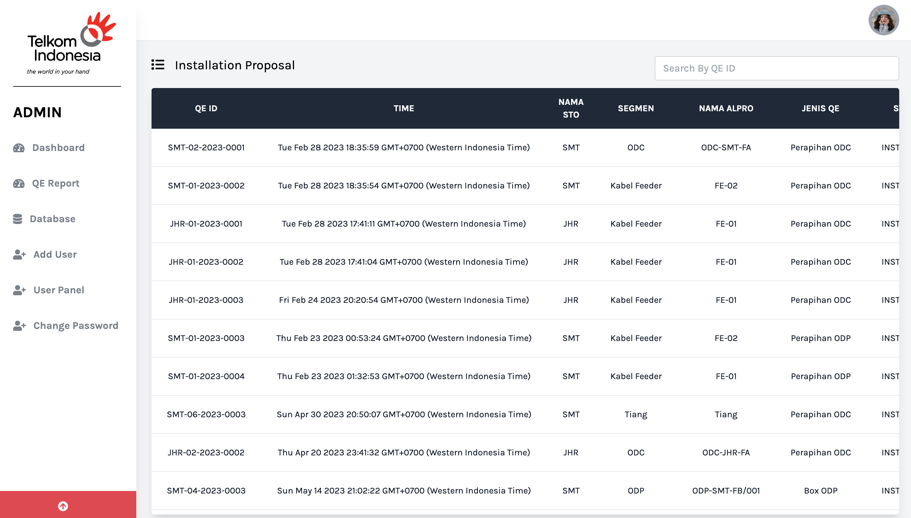 Telkom
Indonesia
the world in your hand
ADMIN
Dashboard
QE Report
Database
Add User
User Panel
Change Password
Installation Proposal
Search By QE ID
QE ID TIME NAMA STO SEGMEN NAMA ALPRO JENIS QE S
SMT-02-2023-0001 Tue Feb 28 2023 18:35:59 GMT+0700 (Western Indonesia Time) SMT ODC ODC-SMT-FA Perapihan ODC INST
SMT-01-2023-0002 Tue Feb 28 2023 18:35:54 GMT+0700 (Western Indonesia Time) SMT Kabel Feeder FE-02 Perapihan ODC INST
JHR-01-2023-0001 Tue Feb 28 2023 17:41:11 GMT+0700 (Western Indonesia Time) JHR Kabel Feeder FE-01 Perapihan ODC INST
JHR-01-2023-0002 Tue Feb 28 2023 17:41:04 GMT+0700 (Western Indonesia Time) JHR Kabel Feeder FE-01 Perapihan ODC INST
JHR-01-2023-0003 Fri Feb 24 2023 20:20:54 GMT+0700 (Western Indonesia Time) JHR Kabel Feeder FE-01 Perapihan ODC INST
SMT-01-2023-0003 Thu Feb 23 2023 00:53:24 GMT+0700 (Western Indonesia Time) SMT Kabel Feeder FE-02 Perapihan ODP INST
SMT-01-2023-0004 Thu Feb 23 2023 01:32:53 GMT+0700 (Western Indonesia Time) SMT Kabel Feeder FE-01 Perapihan ODP INST
SMT-06-2023-0003 Sun Apr 30 2023 20:50:07 GMT+0700 (Western Indonesia Time) SMT Tiang Tiang Perapihan ODC INST
JHR-02-2023-0002 Thu Apr 20 2023 23:41:32 GMT+0700 (Western Indonesia Time) JHR ODC ODC-JHR-FA Perapihan ODC INST
SMT-04-2023-0003 Sun May 14 2023 21:02:22 GMT+0700 (Western Indonesia Time) SMT ODP ODP-SMT-FB/001 Box ODP INST